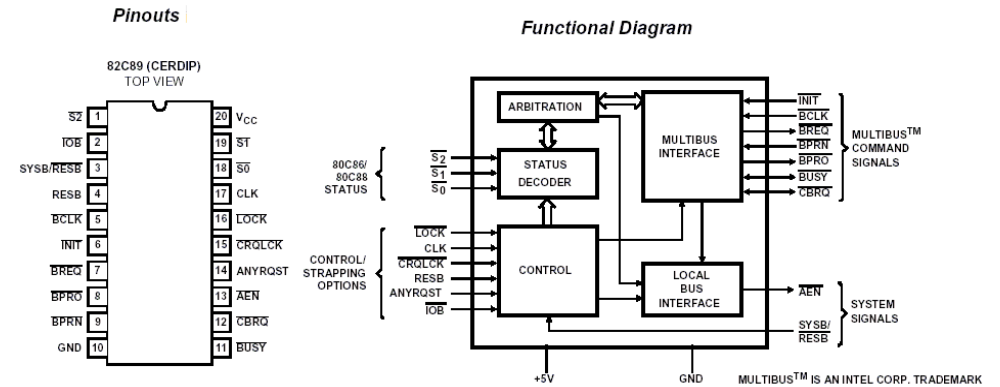 Pinouts
82C89 (CERDIP)
TOP VIEW
S2 1
IOB 2
SYSB/RESB 3
RESB 4
BCLK 5
INIT 6
BREQ 7
BPRO 8
BPRN 9
GND 10
20 VCC
19 S1
18 S0
17 CLK
16 LOCK
15 CRQLCK
14 ANYRQST
13 AEN
12 CBRQ
11 BUSY
Functional Diagram
80C86/
80C88
STATUS
S2
S1
S0
CONTROL/
STRAPPING
OPTIONS
LOCK
CLK
CRQLCK
RESB
ANYRQST
IOB
ARBITRATION
STATUS
DECODER
CONTROL
MULTIBUS
INTERFACE
LOCAL
BUS
INTERFACE
INIT
BCLK
BREQ
BPRN
BPRO
BUSY
CBRQ
MULTIBUS™
COMMAND
SIGNALS
AEN
SYSB/
RESB
SYSTEM
SIGNALS
+5V
GND
MULTIBUS™ IS AN INTEL CORP. TRADEMARK